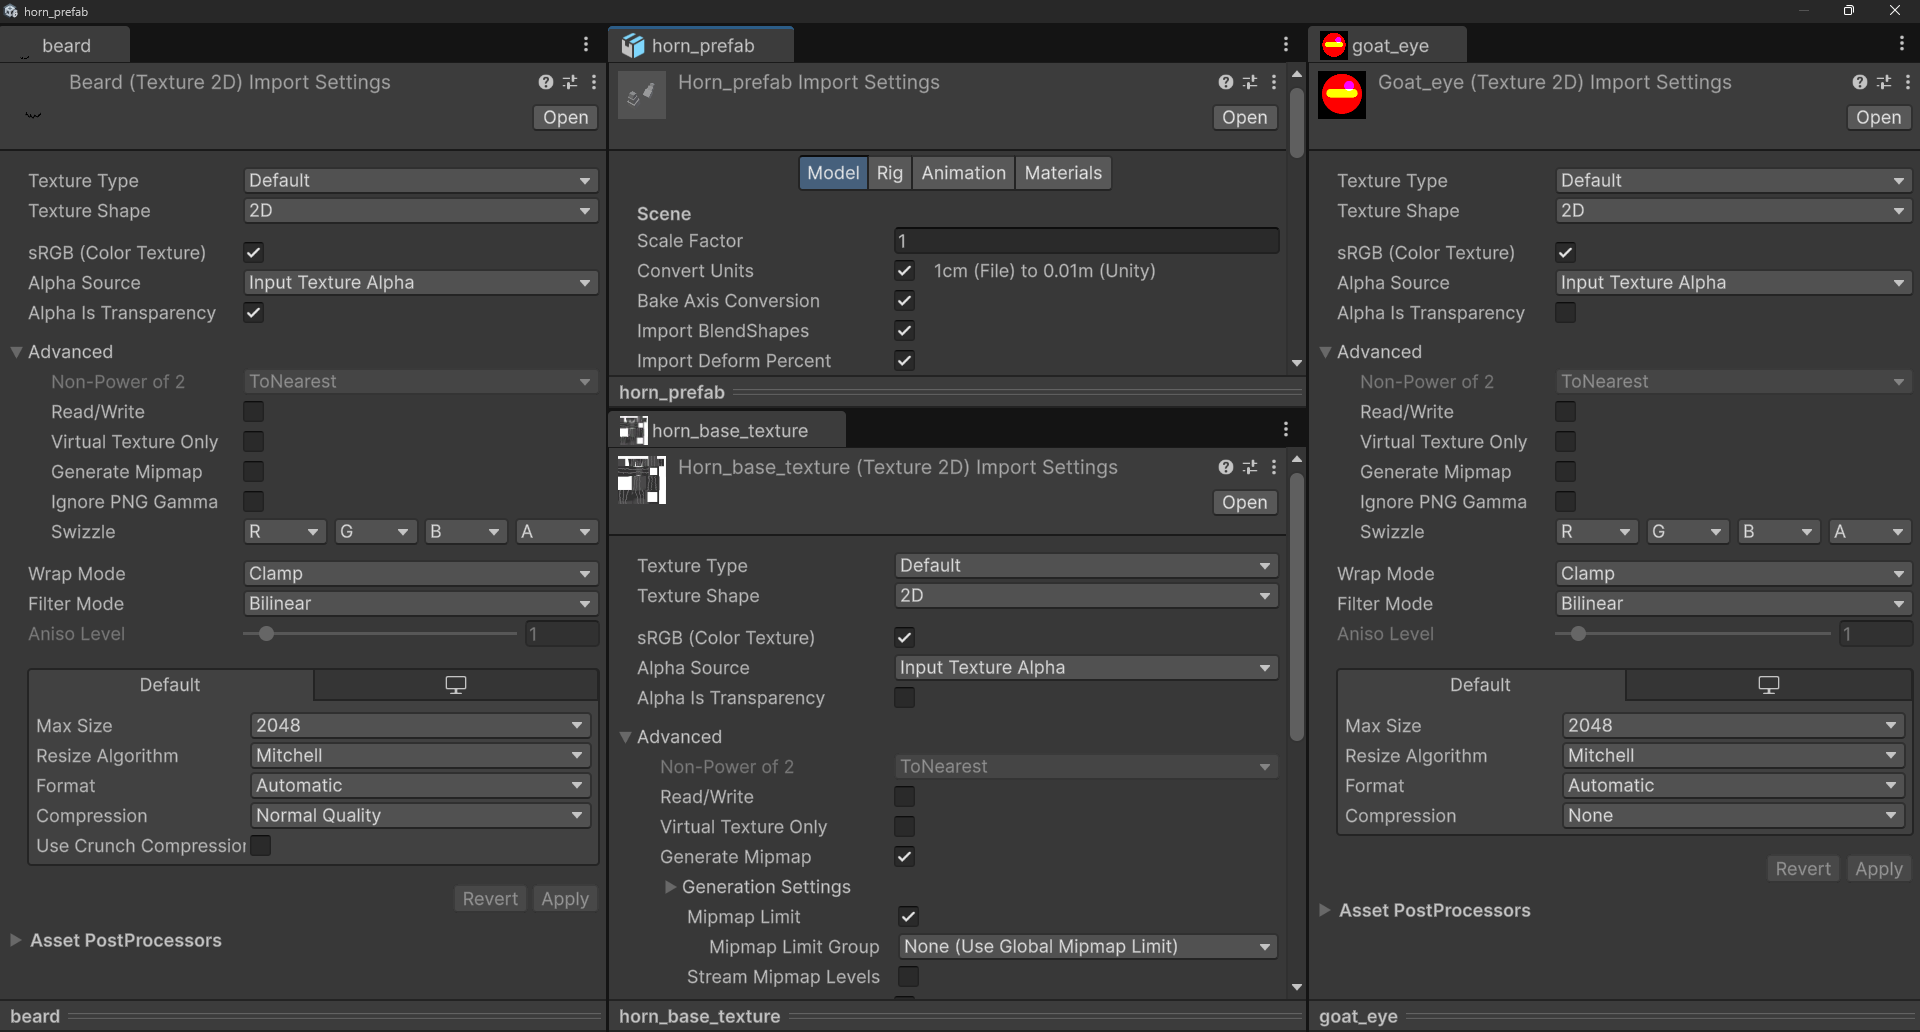 horn_prefab
beard
Beard (Texture 2D) Import Settings
Open
Texture Type Default
Texture Shape 2D
sRGB (Color Texture)
Alpha Source Input Texture Alpha
Alpha Is Transparency
Advanced
Non-Power of 2 ToNearest
Read/Write
Virtual Texture Only
Generate Mipmap
Ignore PNG Gamma
Swizzle R G B A
Wrap Mode Clamp
Filter Mode Bilinear
Aniso Level 1
Default
Max Size 2048
Resize Algorithm Mitchell
Format Automatic
Compression Normal Quality
Use Crunch Compressio
Revert Apply
Asset PostProcessors
beard
horn_prefab
Horn_prefab Import Settings
Open
Model Rig Animation Materials
Scene
Scale Factor 1
Convert Units 1cm (File) to 0.01m (Unity)
Bake Axis Conversion
Import BlendShapes
Import Deform Percent
horn_prefab
horn_base_texture
Horn_base_texture (Texture 2D) Import Settings
Open
Texture Type Default
Texture Shape 2D
sRGB (Color Texture)
Alpha Source Input Texture Alpha
Alpha Is Transparency
Advanced
Non-Power of 2 ToNearest
Read/Write
Virtual Texture Only
Generate Mipmap
Generation Settings
Mipmap Limit
Mipmap Limit Group None (Use Global Mipmap Limit)
Stream Mipmap Levels
horn_base_texture
goat_eye
Goat_eye (Texture 2D) Import Settings
Open
Texture Type Default
Texture Shape 2D
sRGB (Color Texture)
Alpha Source Input Texture Alpha
Alpha Is Transparency
Advanced
Non-Power of 2 ToNearest
Read/Write
Virtual Texture Only
Generate Mipmap
Ignore PNG Gamma
Swizzle R G B A
Wrap Mode Clamp
Filter Mode Bilinear
Aniso Level 1
Default
Max Size 2048
Resize Algorithm Mitchell
Format Automatic
Compression None
Revert Apply
Asset PostProcessors
goat_eye